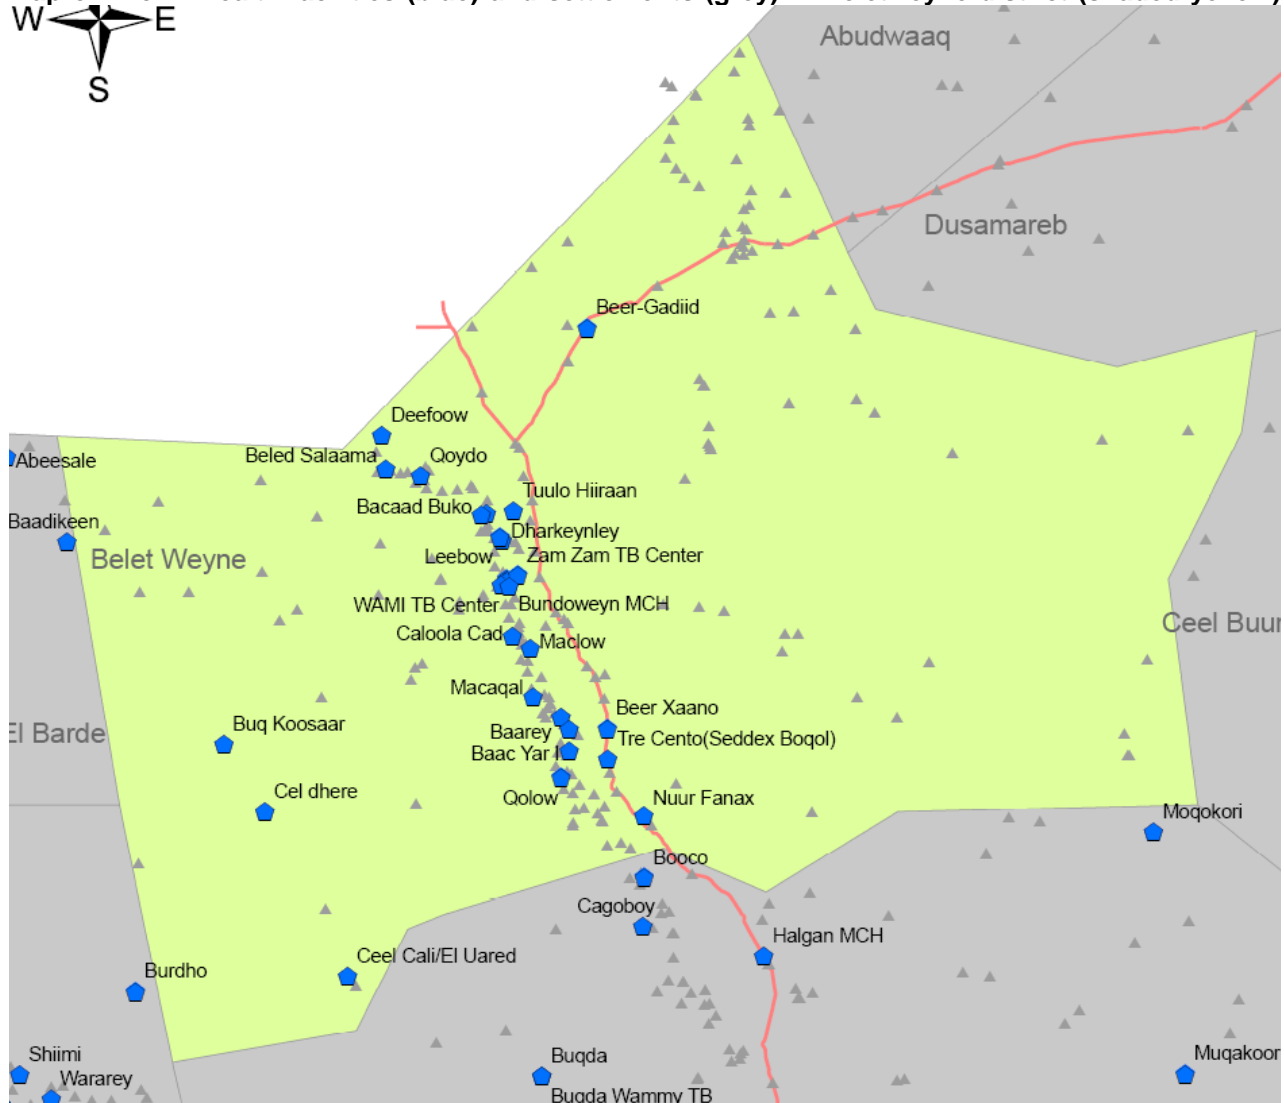 W E
S
Abudwaaq
Dusamareb
Beer-Gadiid
Deefoow
Beled Salaama
Qoydo
Abeesale
Tuulo Hiiraan
Bacaad Buko
Baadikeen
Dharkeynley
Belet Weyne
Leebow
Zam Zam TB Center
WAMI TB Center
Bundoweyn MCH
Ceel Buur
Caloola Cad
Maclow
Macaqal
Beer Xaano
El Barde
Buq Koosaar
Baarey
Tre Cento(Seddex Boqol)
Baac Yar I
Cel dhere
Qolow
Nuur Fanax
Moqokori
Booco
Cagoboy
Halgan MCH
Ceel Cali/El Uared
Burdho
Shiimi
Buqda
Muqakoor
Wararey
Buqda Wammy TB